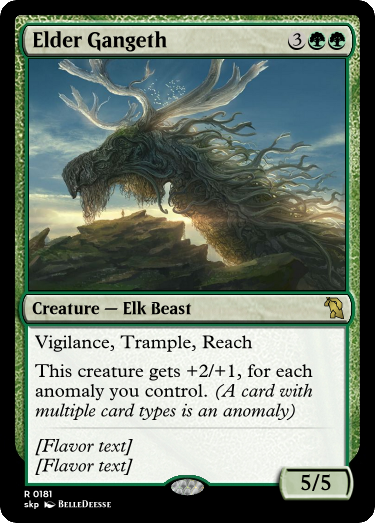 Elder Gangeth 3
Creature — Elk Beast
Vigilance, Trample, Reach
This creature gets +2/+1, for each
anomaly you control. (A card with
multiple card types is an anomaly)
[Flavor text]
[Flavor text]
5/5
R 0181
skp BelleDeesse